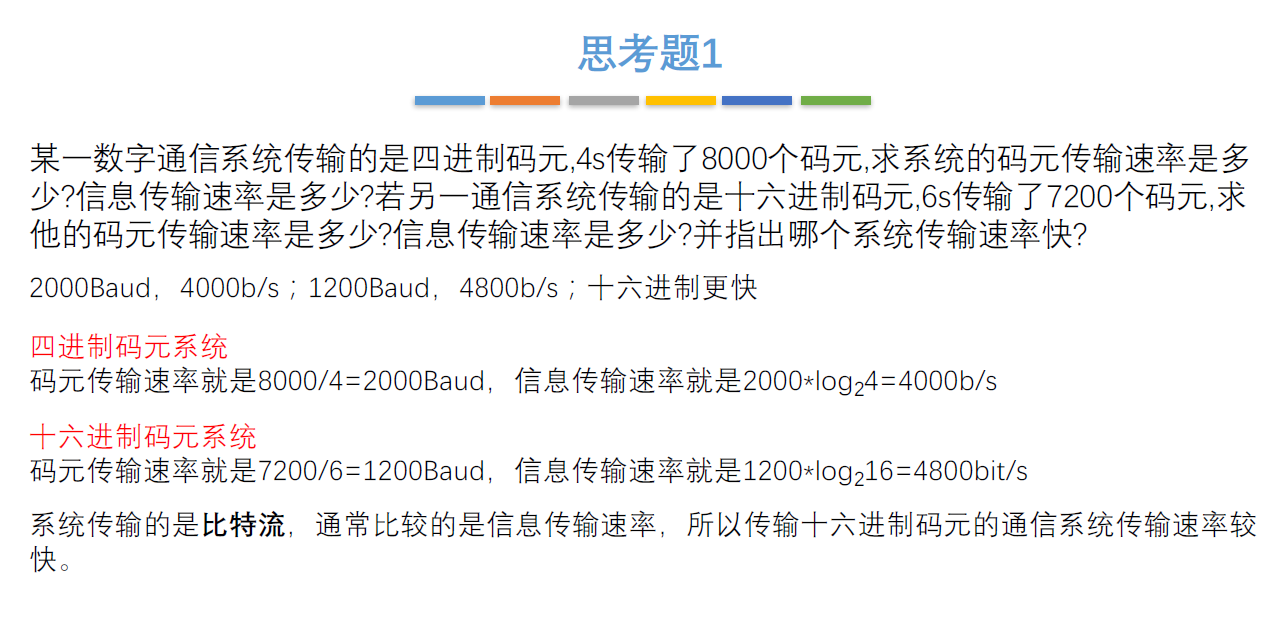 思考题1
某一数字通信系统传输的是四进制码元,4s传输了8000个码元,求系统的码元传输速率是多
少?信息传输速率是多少?若另一通信系统传输的是十六进制码元,6s传输了7200个码元,求
他的码元传输速率是多少?信息传输速率是多少?并指出哪个系统传输速率快?
2000Baud，4000b/s；1200Baud，4800b/s；十六进制更快
四进制码元系统
码元传输速率就是8000/4=2000Baud，信息传输速率就是2000*log₂4=4000b/s
十六进制码元系统
码元传输速率就是7200/6=1200Baud，信息传输速率就是1200*log₂16=4800bit/s
系统传输的是比特流，通常比较的是信息传输速率，所以传输十六进制码元的通信系统传输速率较
快。